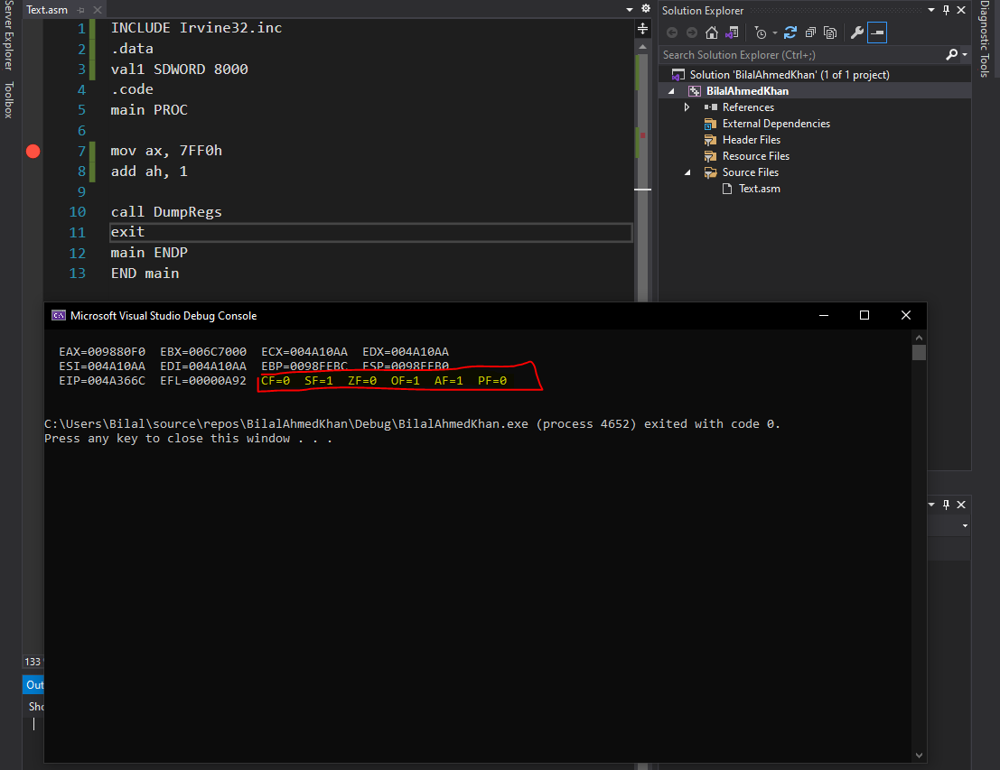 Server Explorer
Toolbox
Text.asm
1 INCLUDE Irvine32.inc
2 .data
3 val1 SDWORD 8000
4 .code
5 main PROC
6
7 mov ax, 7FF0h
8 add ah, 1
9
10 call DumpRegs
11 exit
12 main ENDP
13 END main
Solution Explorer
Search Solution Explorer (Ctrl+;)
Solution 'BilalAhmedKhan' (1 of 1 project)
BilalAhmedKhan
References
External Dependencies
Header Files
Resource Files
Source Files
Text.asm
Diagnostic Tools
Microsoft Visual Studio Debug Console
EAX=009880F0 EBX=006C7000 ECX=004A10AA EDX=004A10AA
ESI=004A10AA EDI=004A10AA EBP=0098FEBC ESP=0098FEB0
EIP=004A366C EFL=00000A92 CF=0 SF=1 ZF=0 OF=1 AF=1 PF=0
C:\Users\Bilal\source\repos\BilalAhmedKhan\Debug\BilalAhmedKhan.exe (process 4652) exited with code 0.
Press any key to close this window . . .
133
Out
Sho